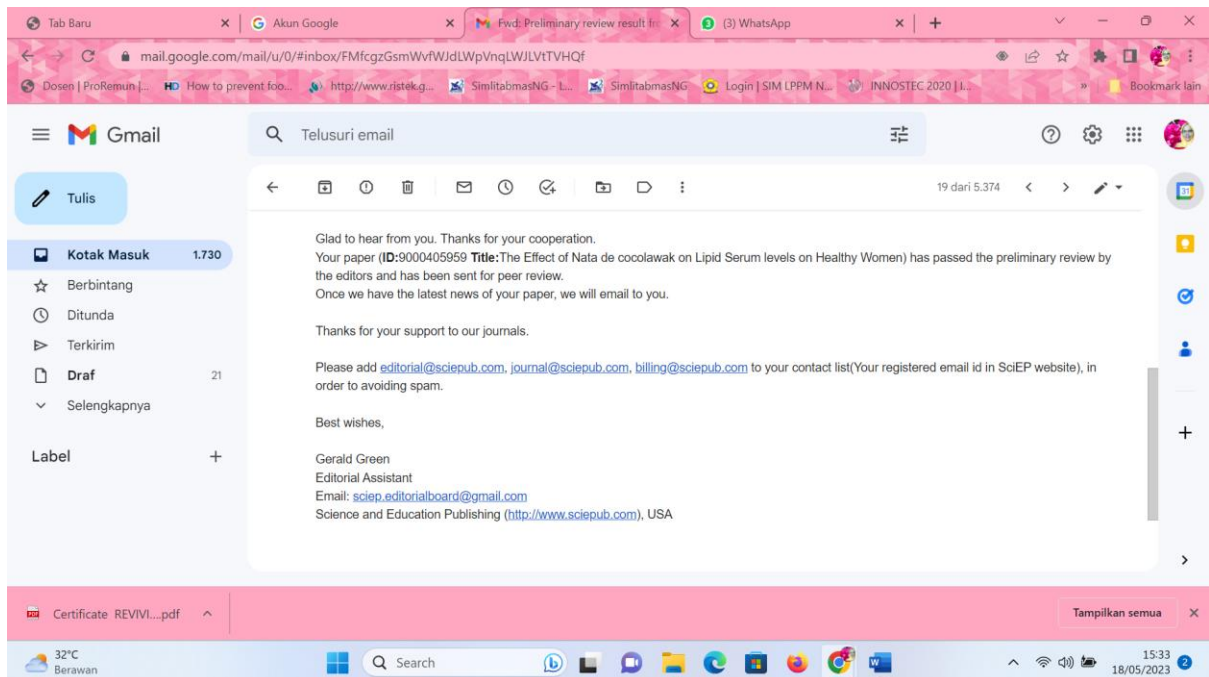 Tab Baru
Akun Google
Fwd: Preliminary review result fr
(3) WhatsApp
mail.google.com/mail/u/0/#inbox/FMfcgzGsmWvfWJdLWpVnqLWJLVtTVHQf
Dosen | ProRemun |...
HD How to prevent foo...
http://www.ristek.g...
SimlitabmasNG - L...
SimlitabmasNG
Login | SIM LPPM N...
INNOSTEC 2020 | I...
»
Bookmark lain
Gmail
Telusuri email
Tulis
19 dari 5.374
31
Kotak Masuk 1.730
Berbintang
Ditunda
Terkirim
Draf 21
Selengkapnya
Label
Glad to hear from you. Thanks for your cooperation.
Your paper (ID:9000405959 Title:The Effect of Nata de cocolawak on Lipid Serum levels on Healthy Women) has passed the preliminary review by
the editors and has been sent for peer review.
Once we have the latest news of your paper, we will email to you.
Thanks for your support to our journals.
Please add editorial@sciepub.com, journal@sciepub.com, billing@sciepub.com to your contact list(Your registered email id in SciEP website), in
order to avoiding spam.
Best wishes,
Gerald Green
Editorial Assistant
Email: sciep.editorialboard@gmail.com
Science and Education Publishing (http://www.sciepub.com), USA
PDF
Certificate REVIVI....pdf
Tampilkan semua
32°C
Berawan
Search
15:33
18/05/2023
2